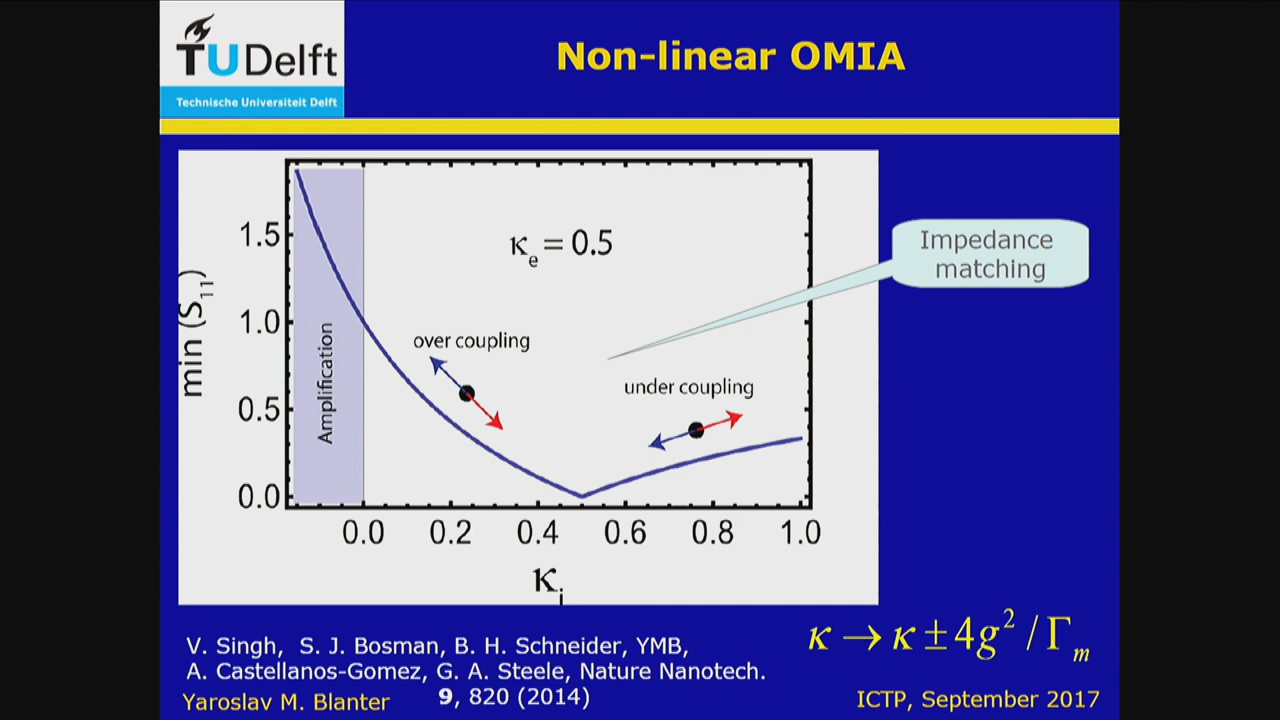 TU Delft
Technische Universiteit Delft
Non-linear OMIA
κe = 0.5
Impedance
matching
over coupling
under coupling
Amplification
min (S11)
1.5
1.0
0.5
0.0
0.0 0.2 0.4 0.6 0.8 1.0
κi
κ → κ ± 4g² / Γm
V. Singh, S. J. Bosman, B. H. Schneider, YMB,
A. Castellanos-Gomez, G. A. Steele, Nature Nanotech.
9, 820 (2014)
Yaroslav M. Blanter
ICTP, September 2017